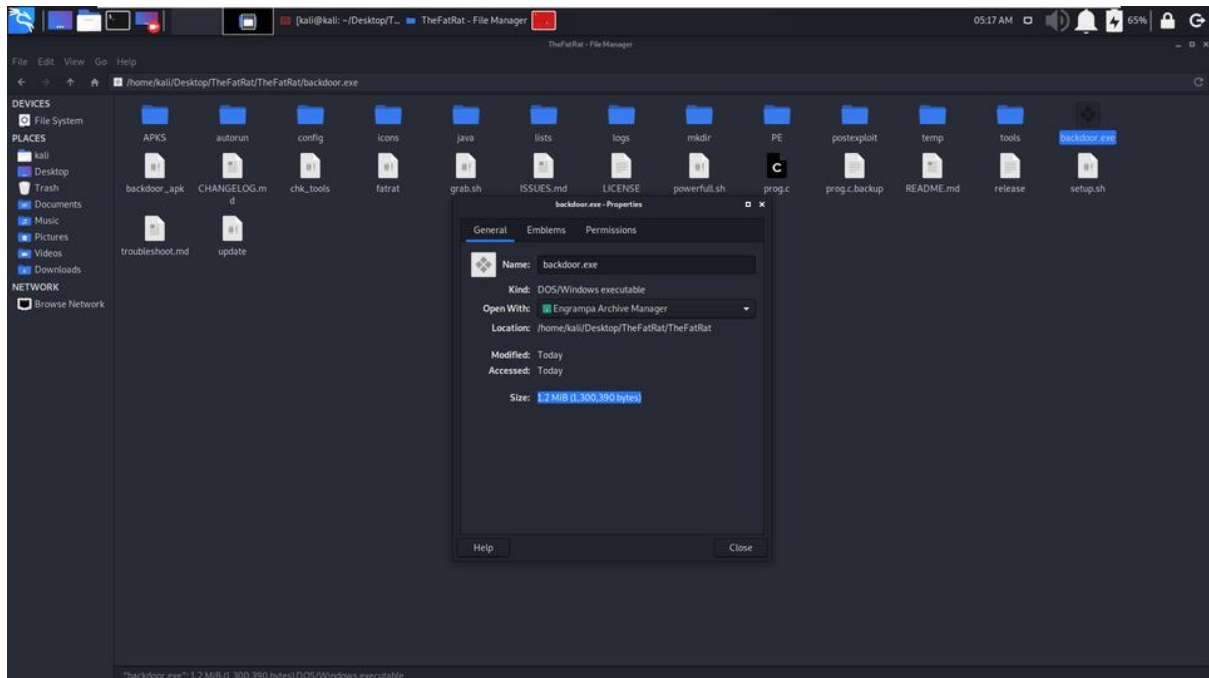 [kali@kali: ~/Desktop/T... TheFatRat - File Manager 05:17 AM 65%
TheFatRat - File Manager
File Edit View Go Help
/home/kali/Desktop/TheFatRat/TheFatRat/backdoor.exe
DEVICES
File System
PLACES
kali
Desktop
Trash
Documents
Music
Pictures
Videos
Downloads
NETWORK
Browse Network
APKS autorun config icons java lists logs mkdir PE postexploit temp tools backdoor.exe
backdoor_apk CHANGELOG.m chk_tools fatrat grab.sh ISSUES.md LICENSE powerfull.sh prog.c prog.c.backup README.md release setup.sh
d
troubleshoot.md update
backdoor.exe - Properties
General Emblems Permissions
Name: backdoor.exe
Kind: DOS/Windows executable
Open With: Engrampa Archive Manager
Location: /home/kali/Desktop/TheFatRat/TheFatRat
Modified: Today
Accessed: Today
Size: 1.2 MiB (1,300,390 bytes)
Help Close
"backdoor.exe": 1.2 MiB (1,300,390 bytes) DOS/Windows executable